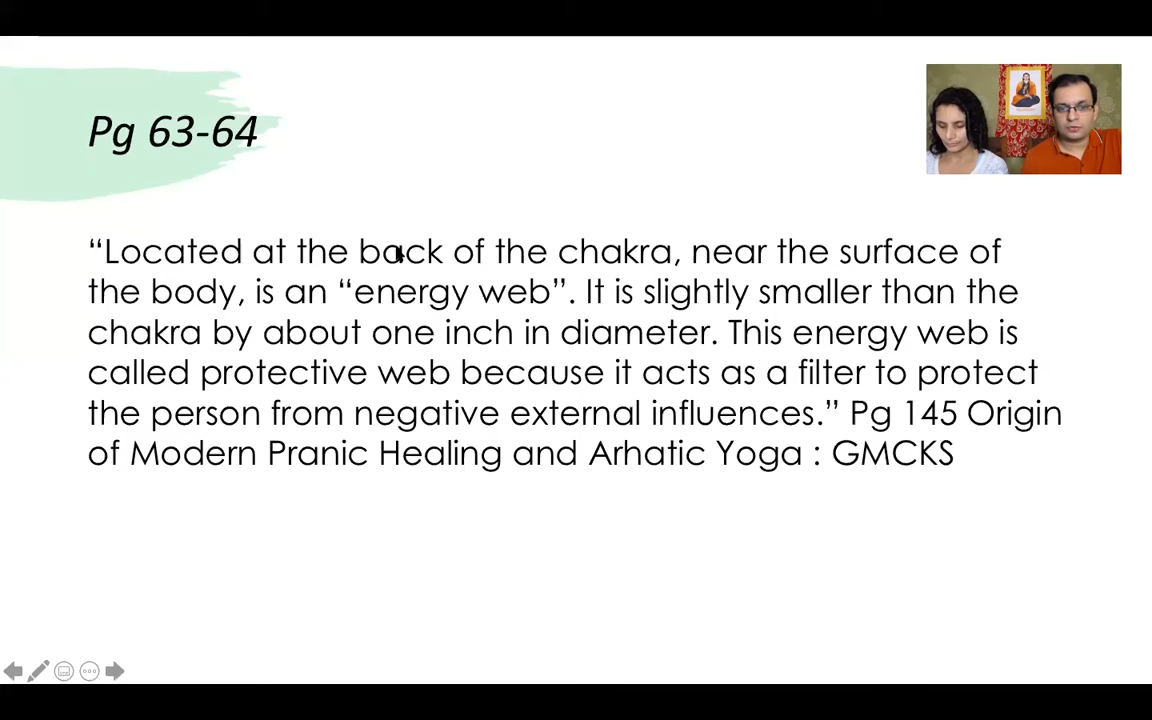 Pg 63-64
“Located at the back of the chakra, near the surface of
the body, is an “energy web”. It is slightly smaller than the
chakra by about one inch in diameter. This energy web is
called protective web because it acts as a filter to protect
the person from negative external influences.” Pg 145 Origin
of Modern Pranic Healing and Arhatic Yoga : GMCKS